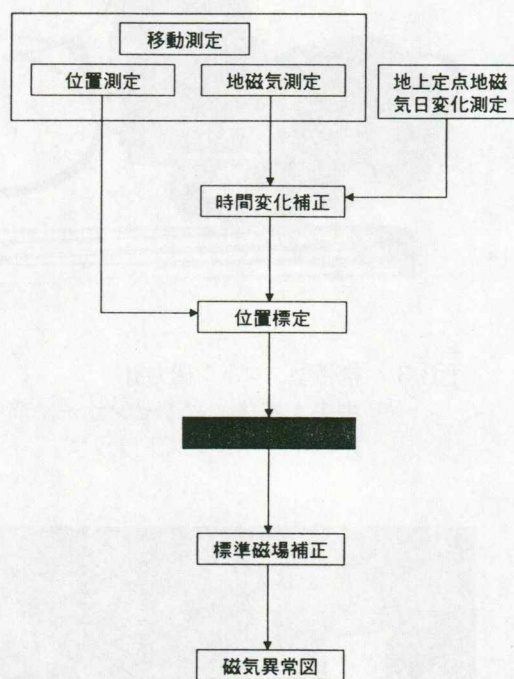 移動測定
位置測定
地磁気測定
地上定点地磁
気日変化測定
時間変化補正
位置標定
標準磁場補正
磁気異常図